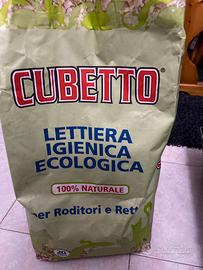 CUBETTO
LETTIERA
IGIENICA
ECOLOGICA
100% NATURALE
per Roditori e Rett